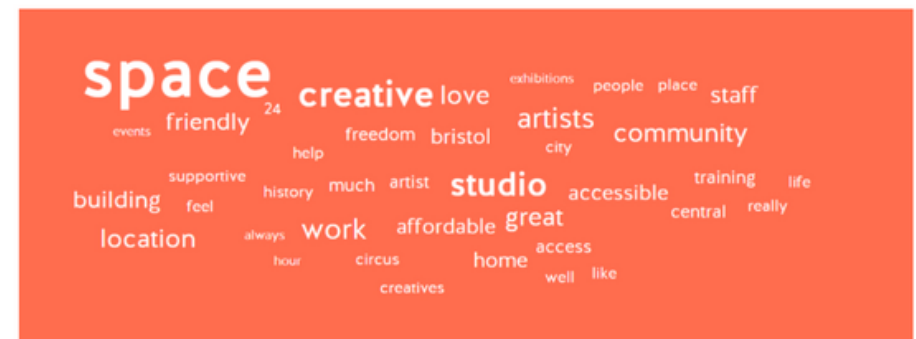 space
creative love
exhibitions
people place
staff
24
events friendly
artists
freedom bristol
community
help
city
supportive
building
feel
history much artist
studio
accessible
training
life
central
really
location
always
work
affordable great
access
hour
circus
home
well like
creatives